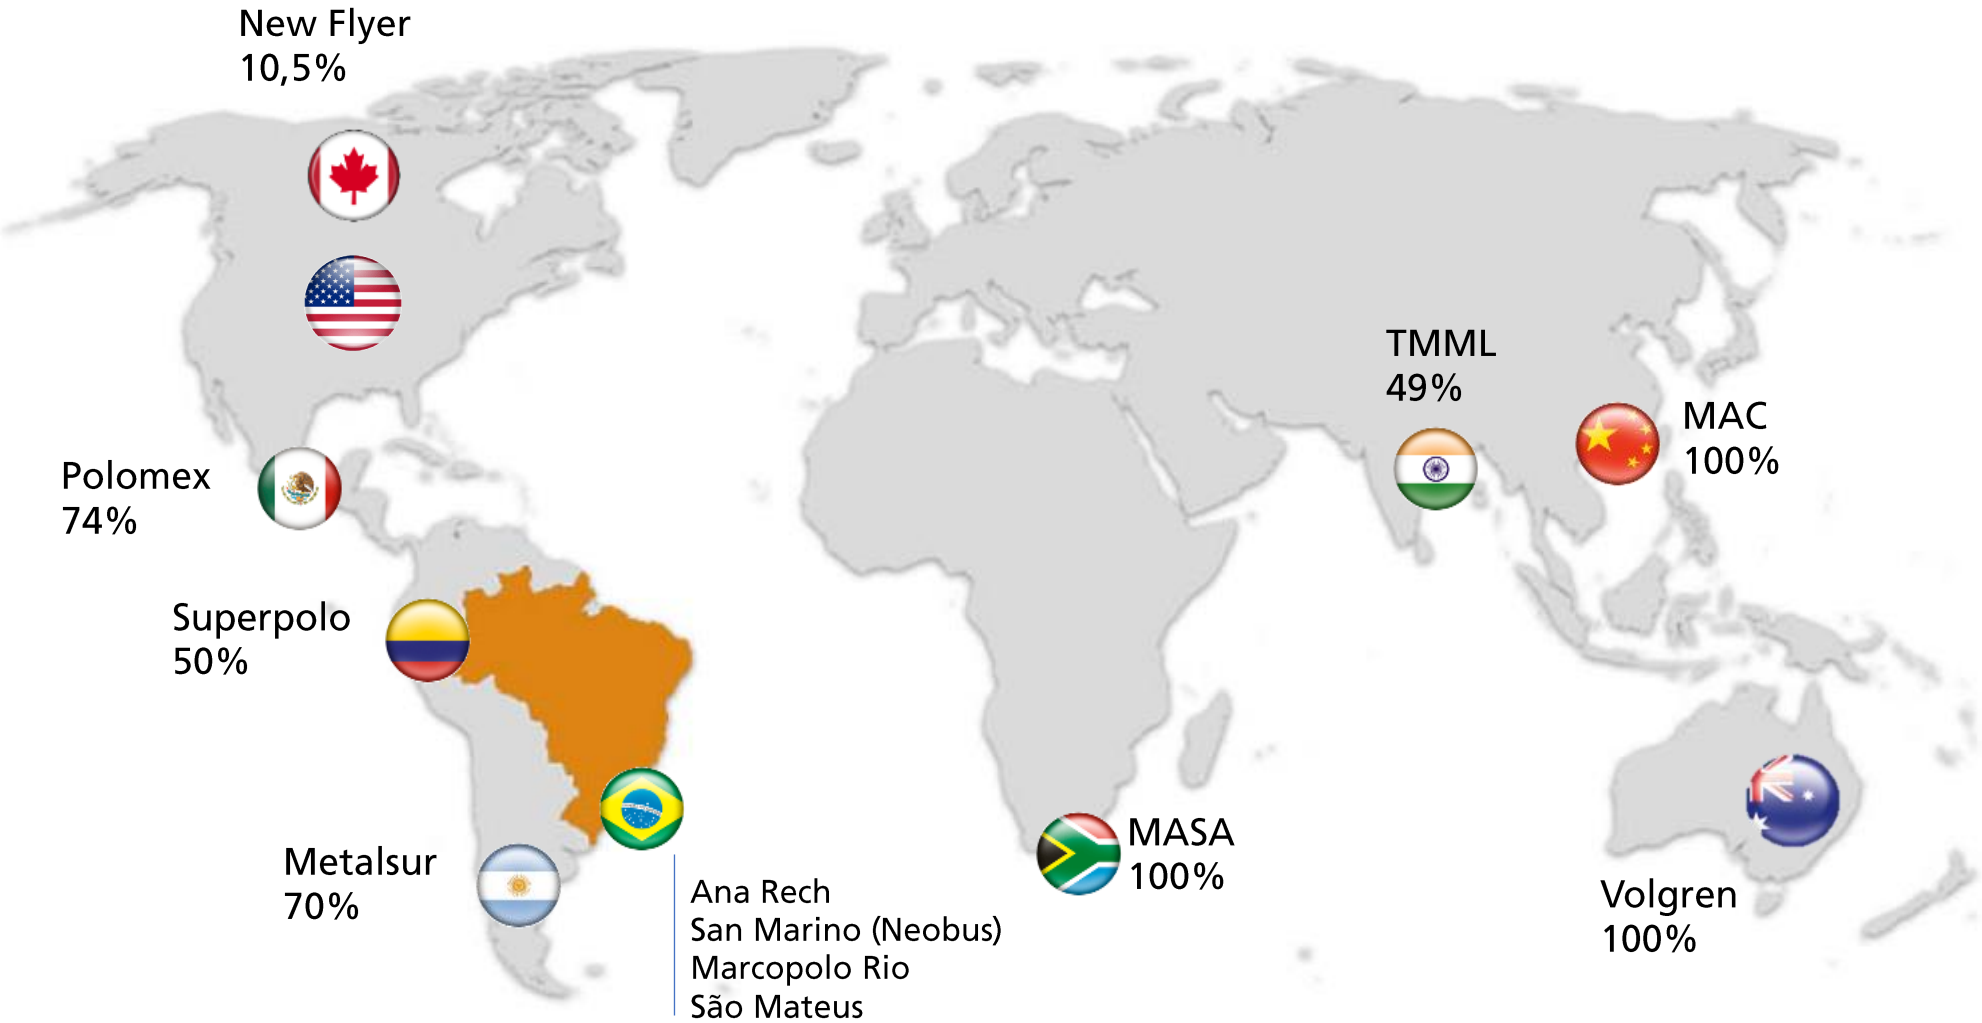 New Flyer
10,5%
TMML
49%
MAC
100%
Polomex
74%
Superpolo
50%
MASA
100%
Metalsur
70%
Ana Rech
San Marino (Neobus)
Marcopolo Rio
São Mateus
Volgren
100%